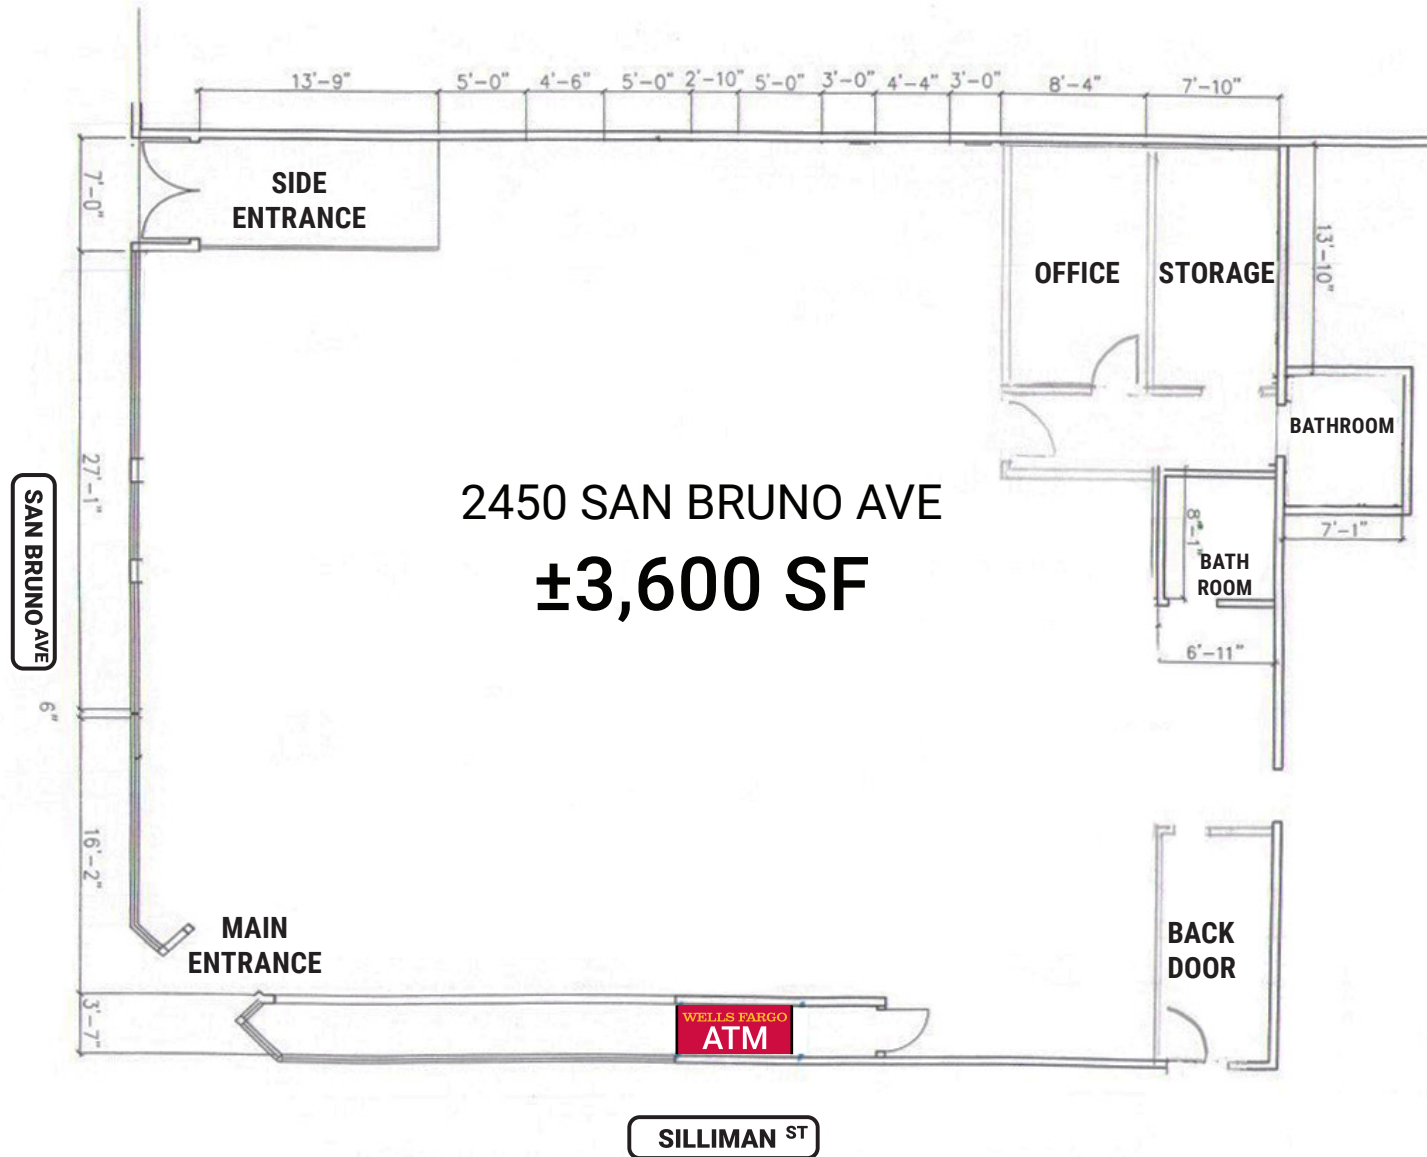 13'-9"
5'-0"
4'-6"
5'-0"
2'-10"
5'-0"
3'-0"
4'-4"
3'-0"
8'-4"
7'-10"
7'-0"
SIDE
ENTRANCE
13'-10"
OFFICE
STORAGE
BATHROOM
27'-1"
SAN BRUNO AVE
2450 SAN BRUNO AVE
±3,600 SF
8'-1"
7'-1"
BATH
ROOM
6'-11"
6"
16'-2"
MAIN
ENTRANCE
BACK
DOOR
3'-7"
WELLS FARGO
ATM
SILLIMAN ST